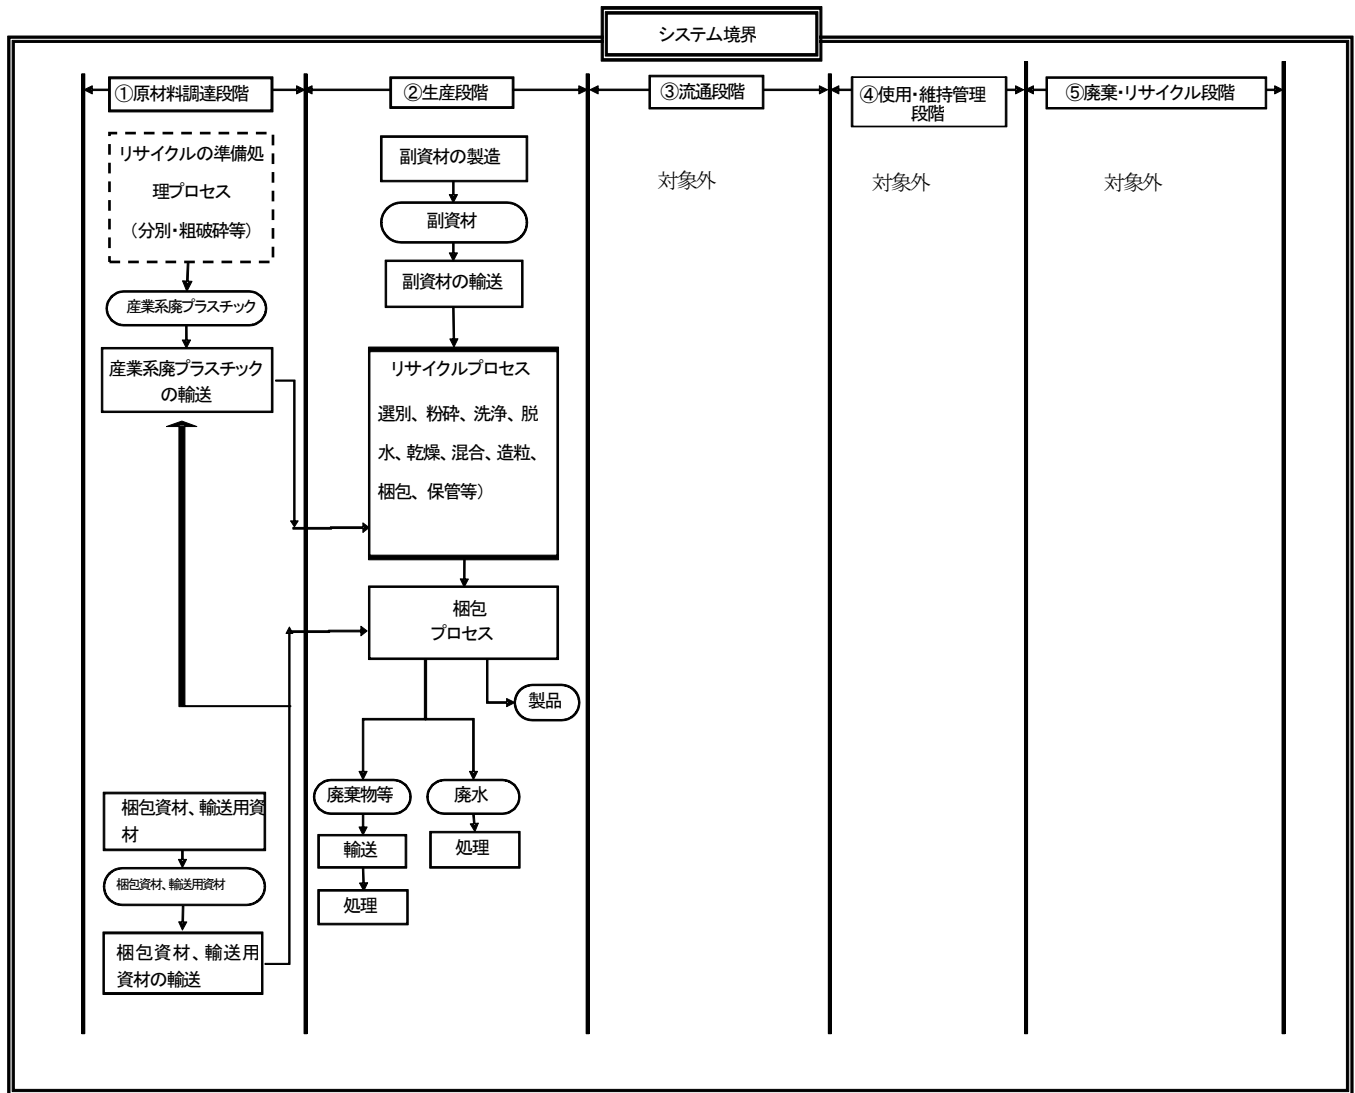 システム境界
①原材料調達段階
②生産段階
③流通段階
④使用・維持管理
段階
⑤廃棄・リサイクル段階
リサイクルの準備処
理プロセス
（分別・粗破砕等）
産業系廃プラスチック
産業系廃プラスチック
の輸送
梱包資材、輸送用資
材
梱包資材、輸送用資材
梱包資材、輸送用
資材の輸送
副資材の製造
副資材
副資材の輸送
リサイクルプロセス
選別、粉砕、洗浄、脱
水、乾燥、混合、造粒、
梱包、保管等）
梱包
プロセス
製品
廃棄物等
輸送
処理
廃水
処理
対象外
対象外
対象外